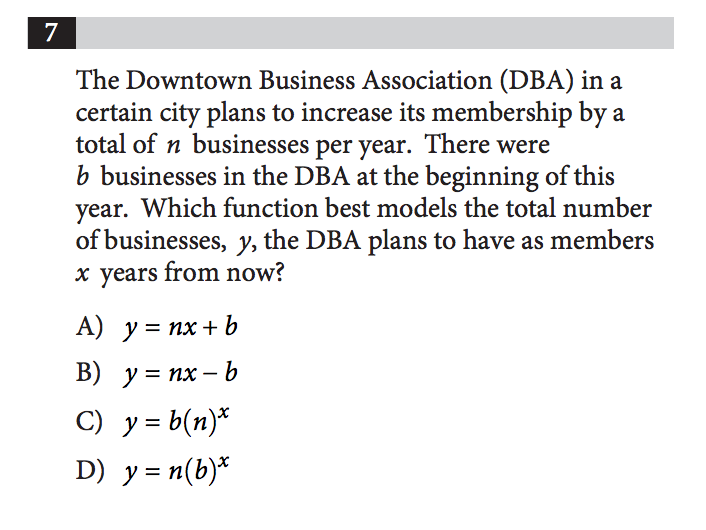 7
The Downtown Business Association (DBA) in a
certain city plans to increase its membership by a
total of n businesses per year. There were
b businesses in the DBA at the beginning of this
year. Which function best models the total number
of businesses, y, the DBA plans to have as members
x years from now?
A) y = nx + b
B) y = nx − b
C) y = b(n)ˣ
D) y = n(b)ˣ